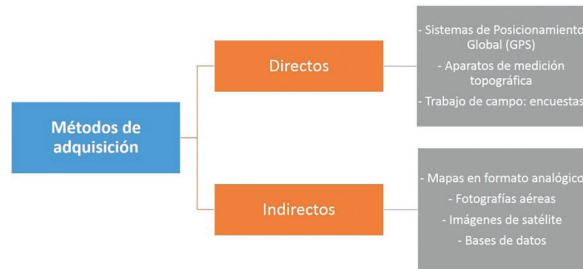 Métodos de
adquisición
Directos
- Sistemas de Posicionamiento
Global (GPS)
- Aparatos de medición
topográfica
- Trabajo de campo: encuestas
Indirectos
- Mapas en formato analógico
- Fotografías aéreas
- Imágenes de satélite
- Bases de datos